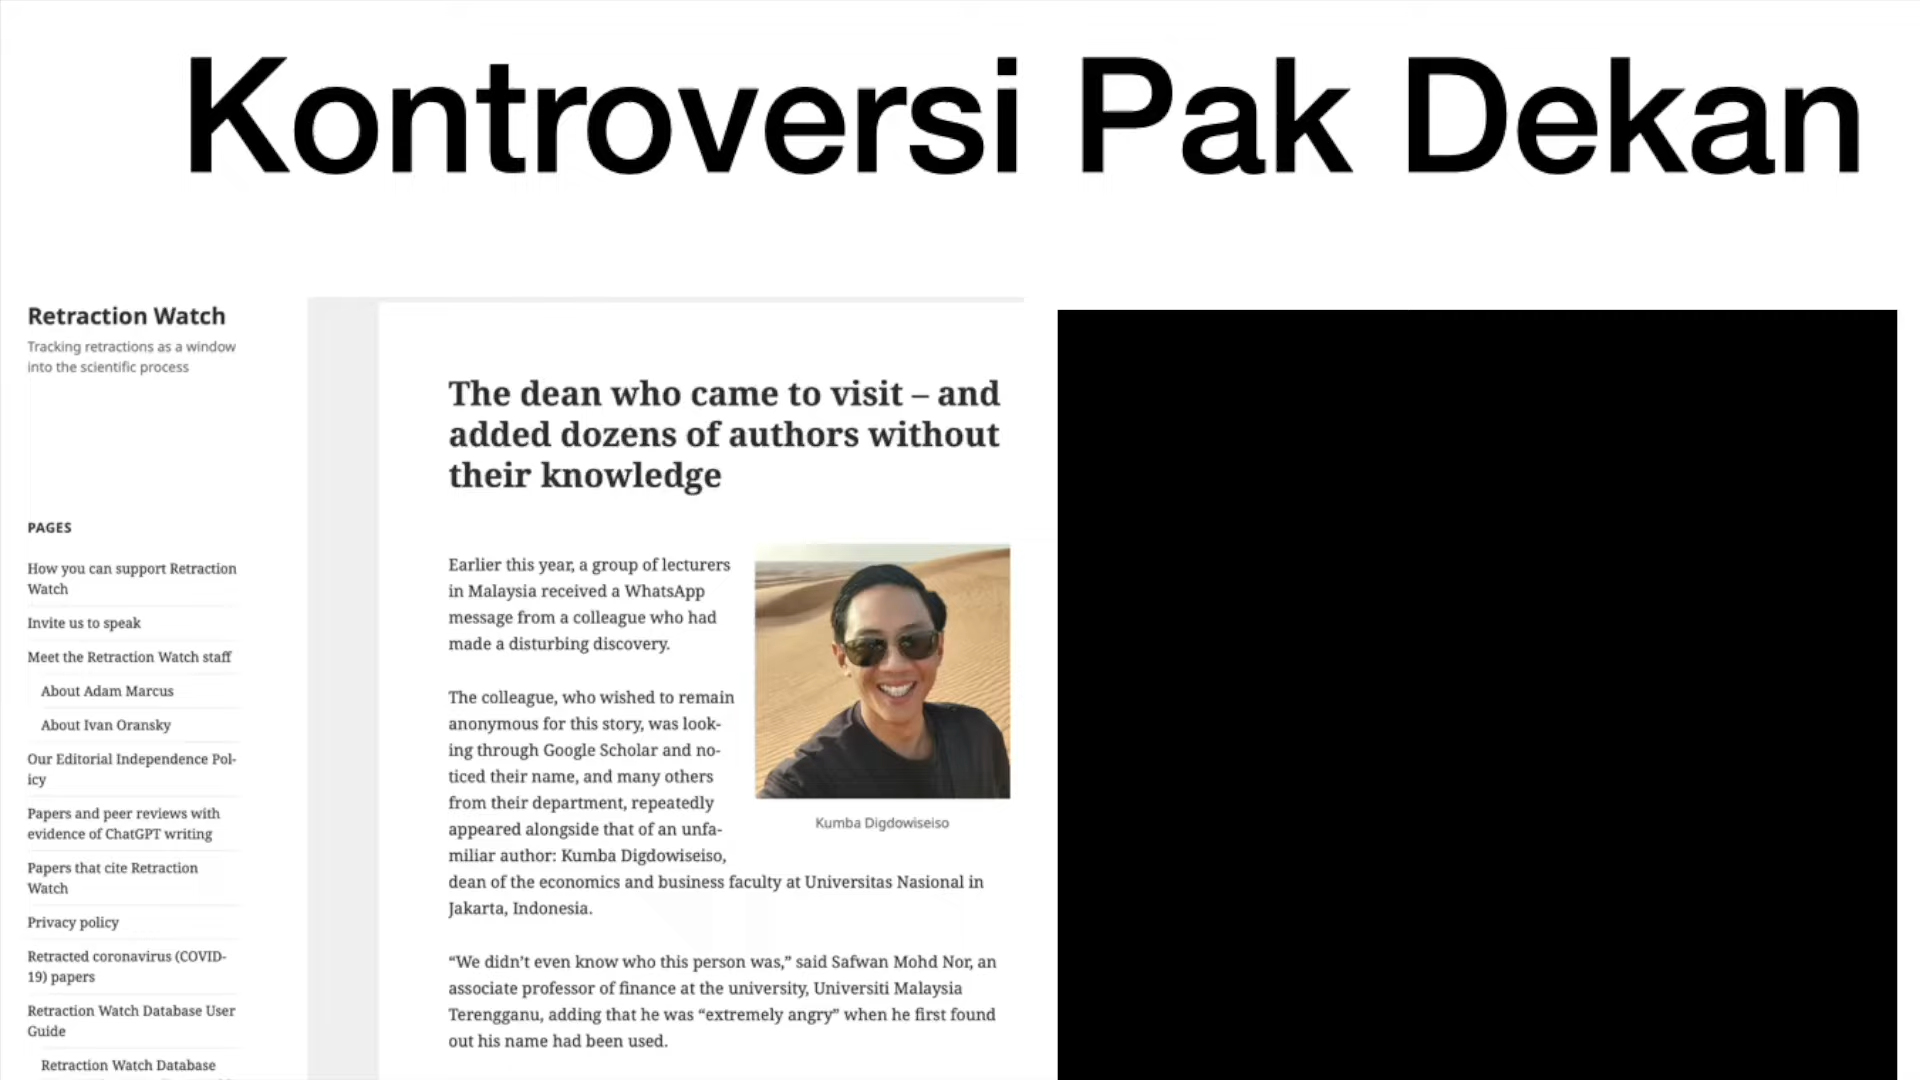 Kontroversi Pak Dekan
Retraction Watch
Tracking retractions as a window
into the scientific process
PAGES
How you can support Retraction
Watch
Invite us to speak
Meet the Retraction Watch staff
About Adam Marcus
About Ivan Oransky
Our Editorial Independence Pol-
icy
Papers and peer reviews with
evidence of ChatGPT writing
Papers that cite Retraction
Watch
Privacy policy
Retracted coronavirus (COVID-
19) papers
Retraction Watch Database User
Guide
Retraction Watch Database
The dean who came to visit – and
added dozens of authors without
their knowledge
Earlier this year, a group of lecturers
in Malaysia received a WhatsApp
message from a colleague who had
made a disturbing discovery.
The colleague, who wished to remain
anonymous for this story, was look-
ing through Google Scholar and no-
ticed their name, and many others
from their department, repeatedly
appeared alongside that of an unfa-
miliar author: Kumba Digdowiseiso,
dean of the economics and business faculty at Universitas Nasional in
Jakarta, Indonesia.
Kumba Digdowiseiso
“We didn’t even know who this person was,” said Safwan Mohd Nor, an
associate professor of finance at the university, Universiti Malaysia
Terengganu, adding that he was “extremely angry” when he first found
out his name had been used.